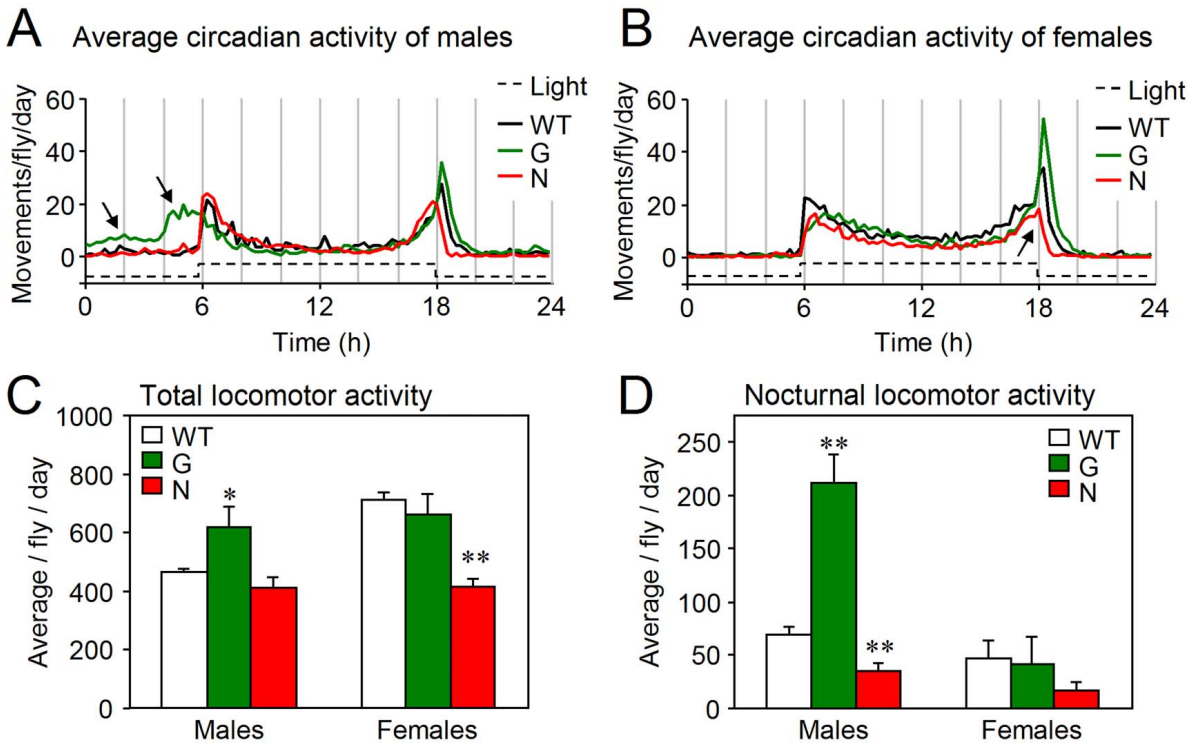 A Average circadian activity of males
Light
WT
G
N
Movements/fly/day
60
40
20
0
0 6 12 18 24
Time (h)
B Average circadian activity of females
Light
WT
G
N
Movements/fly/day
60
40
20
0
0 6 12 18 24
Time (h)
C Total locomotor activity
WT
G
N
Average / fly / day
1000
800
600
400
200
0
*
**
Males Females
D Nocturnal locomotor activity
WT
G
N
Average / fly / day
250
200
150
100
50
0
**
**
Males Females